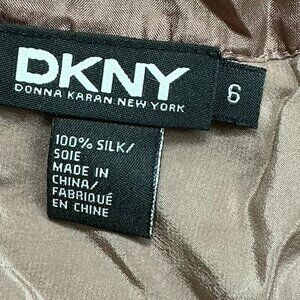 DKNY
DONNA KARAN NEW YORK
6
100% SILK/
SOIE
MADE IN
CHINA/
FABRIQUÉ
EN CHINE